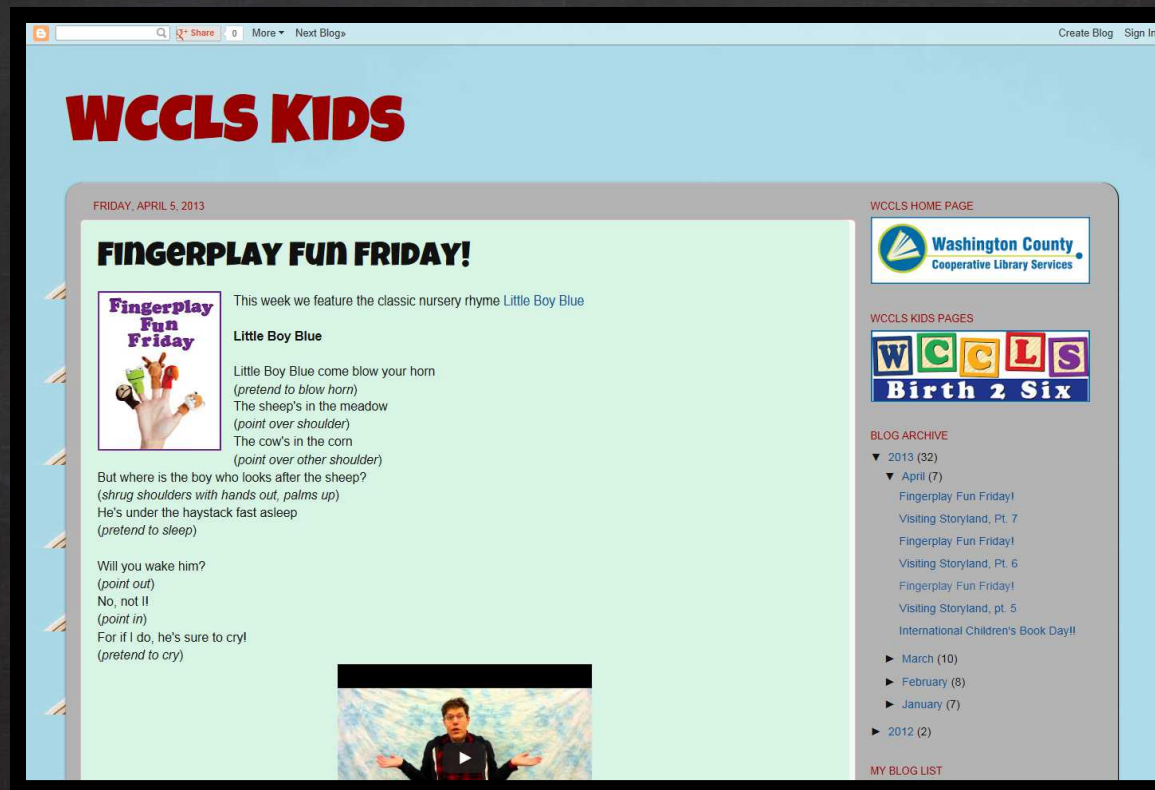 Share 0 More Next Blog»
Create Blog Sign In
WCCLS KIDS
FRIDAY, APRIL 5, 2013
FINGERPLAY FUN FRIDAY!
Fingerplay
Fun
Friday
This week we feature the classic nursery rhyme Little Boy Blue
Little Boy Blue
Little Boy Blue come blow your horn
(pretend to blow horn)
The sheep's in the meadow
(point over shoulder)
The cow's in the corn
(point over other shoulder)
But where is the boy who looks after the sheep?
(shrug shoulders with hands out, palms up)
He's under the haystack fast asleep
(pretend to sleep)
Will you wake him?
(point out)
No, not I!
(point in)
For if I do, he's sure to cry!
(pretend to cry)
WCCLS HOME PAGE
Washington County
Cooperative Library Services
WCCLS KIDS PAGES
WCCLS
Birth 2 Six
BLOG ARCHIVE
▼ 2013 (32)
▼ April (7)
Fingerplay Fun Friday!
Visiting Storyland, Pt. 7
Fingerplay Fun Friday!
Visiting Storyland, Pt. 6
Fingerplay Fun Friday!
Visiting Storyland, pt. 5
International Children's Book Day!!
► March (10)
► February (8)
► January (7)
► 2012 (2)
MY BLOG LIST